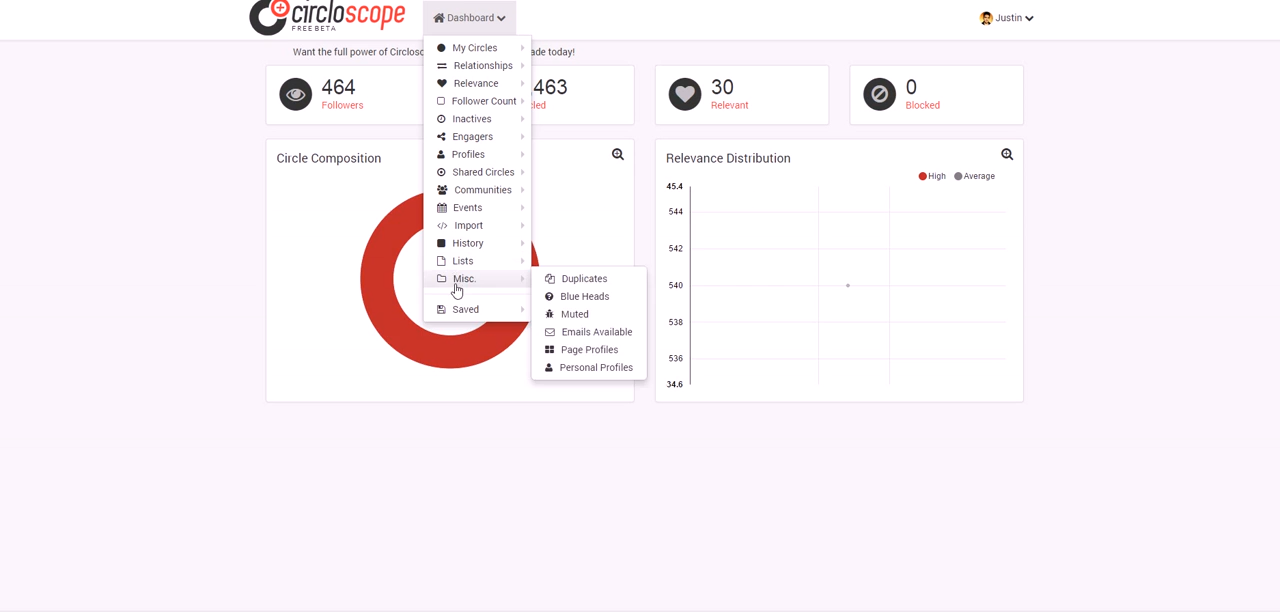 circloscope
FREE BETA
Dashboard
Justin
Want the full power of Circlosc ade today!
464
Followers
463
cled
30
Relevant
0
Blocked
My Circles
Relationships
Relevance
Follower Count
Inactives
Engagers
Profiles
Shared Circles
Communities
Events
Import
History
Lists
Misc.
Saved
Duplicates
Blue Heads
Muted
Emails Available
Page Profiles
Personal Profiles
Circle Composition
Relevance Distribution
High Average
45.4
544
542
540
538
536
34.6